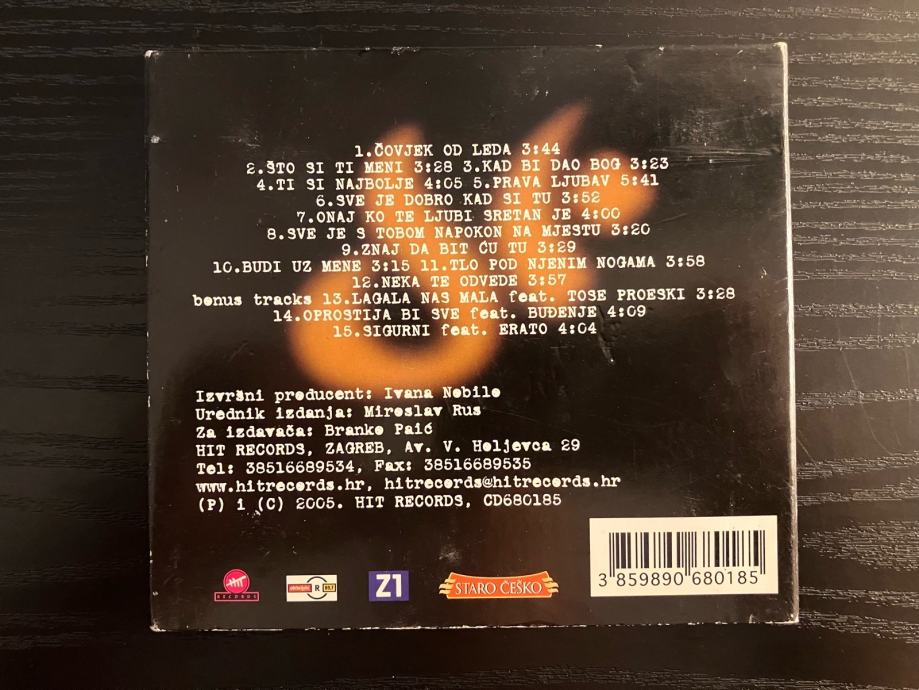 1.ČOVJEK OD LEDA 3:44
2.ŠTO SI TI MENI 3:28 3.KAD BI DAO BOG 3:23
4.TI SI NAJBOLJE 4:05 5.PRAVA LJUBAV 5:41
6.SVE JE DOBRO KAD SI TU 3:52
7.ONAJ KO TE LJUBI SRETAN JE 4:00
8.SVE JE S TOBOM NAPOKON NA MJESTU 3:20
9.ZNAJ DA BIT ĆU TU 3:29
10.BUDI UZ MENE 3:15 11.TLO POD NJENIM NOGAMA 3:58
12.NEKA TE ODVEDE 3:57
bonus tracks 13.LAGALA NAS MALA feat. TOSE PROESKI 3:28
14.OPROSTIJA BI SVE feat. BUĐENJE 4:09
15.SIGURNI feat. ERATO 4:04
Izvršni producent: Ivana Nobilo
Urednik izdanja: Miroslav Rus
Za izdavača: Branko Paić
HIT RECORDS, ZAGREB, Av. V. Holjevca 29
Tel: 38516689534, Fax: 38516689535
www.hitrecords.hr, hitrecords@hitrecords.hr
(P) i (C) 2005. HIT RECORDS, CD680185
RECORDS
R
Z1
STARO ČEŠKO
3 859890 680185